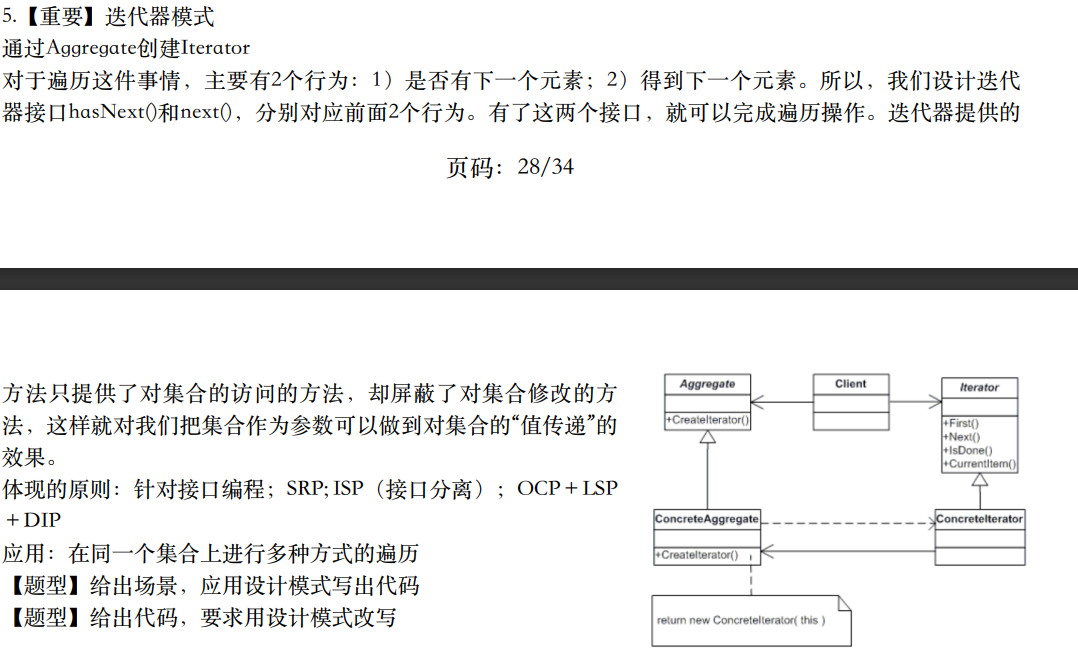 5.【重要】迭代器模式
通过Aggregate创建Iterator
对于遍历这件事情，主要有2个行为：1）是否有下一个元素；2）得到下一个元素。所以，我们设计迭代
器接口hasNext()和next()，分别对应前面2个行为。有了这两个接口，就可以完成遍历操作。迭代器提供的
页码：28/34
方法只提供了对集合的访问的方法，却屏蔽了对集合修改的方
法，这样就对我们把集合作为参数可以做到对集合的“值传递”的
效果。
体现的原则：针对接口编程；SRP; ISP（接口分离）；OCP＋LSP
＋DIP
应用：在同一个集合上进行多种方式的遍历
【题型】给出场景，应用设计模式写出代码
【题型】给出代码，要求用设计模式改写
Aggregate
+CreateIterator()
Client
Iterator
+First()
+Next()
+IsDone()
+CurrentItem()
ConcreteAggregate
+CreateIterator()
ConcreteIterator
return new ConcreteIterator( this )